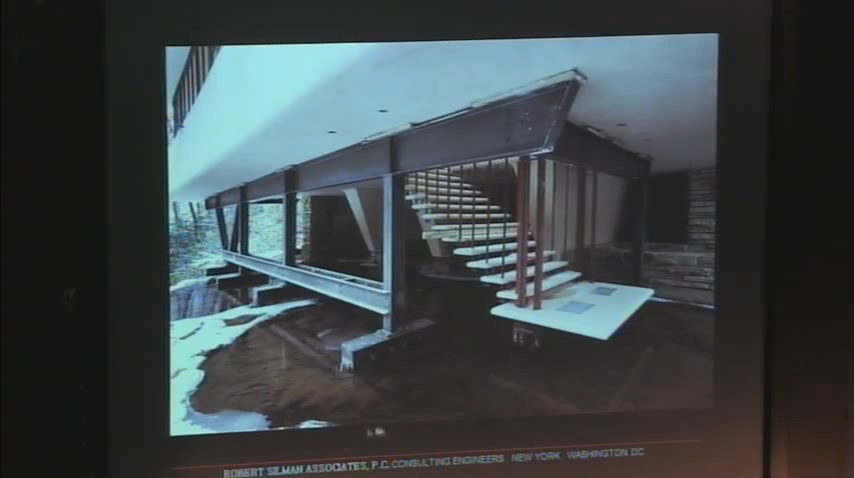 ROBERT SILMAN ASSOCIATES, P.C. CONSULTING ENGINEERS NEW YORK WASHINGTON DC